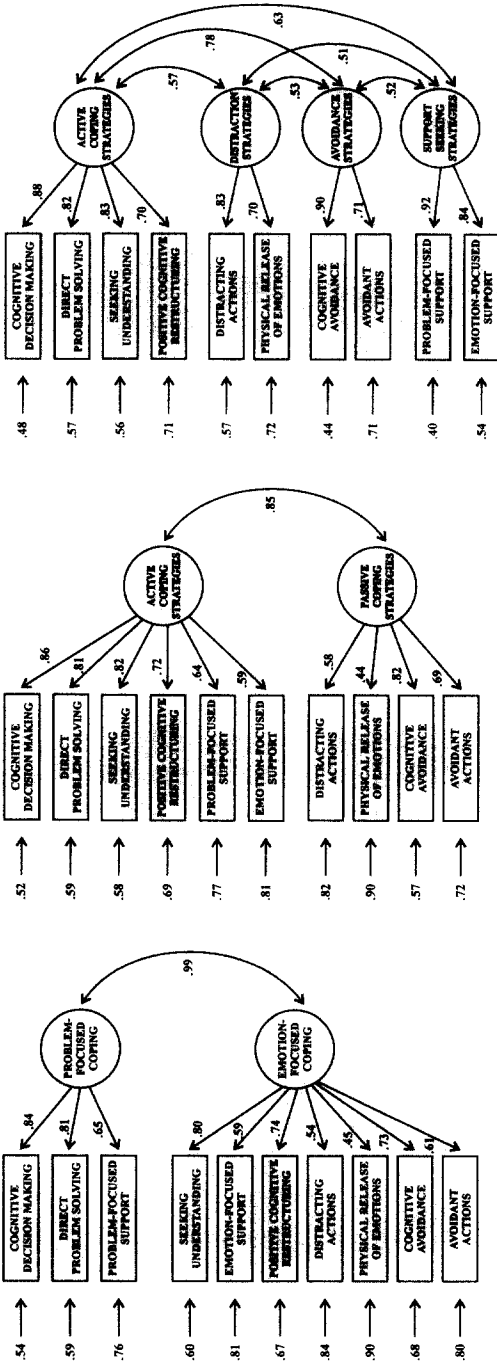 .54
COGNITIVE
DECISION MAKING
.84
.59
DIRECT
PROBLEM SOLVING
.81
.76
PROBLEM-FOCUSED
SUPPORT
.65
PROBLEM-
FOCUSED
COPING
.99
.60
SEEKING
UNDERSTANDING
.80
.81
EMOTION-FOCUSED
SUPPORT
.59
.67
POSITIVE COGNITIVE
RESTRUCTURING
.74
.84
DISTRACTING
ACTIONS
.54
.90
PHYSICAL RELEASE
OF EMOTIONS
.45
.68
COGNITIVE
AVOIDANCE
.73
.80
AVOIDANT
ACTIONS
.61
EMOTION-
FOCUSED
COPING
.52
COGNITIVE
DECISION MAKING
.86
.59
DIRECT
PROBLEM SOLVING
.81
.58
SEEKING
UNDERSTANDING
.82
.69
POSITIVE COGNITIVE
RESTRUCTURING
.72
.77
PROBLEM-FOCUSED
SUPPORT
.64
.81
EMOTION-FOCUSED
SUPPORT
.59
ACTIVE
COPING
STRATEGIES
.85
.82
DISTRACTING
ACTIONS
.58
.90
PHYSICAL RELEASE
OF EMOTIONS
.44
.57
COGNITIVE
AVOIDANCE
.82
.72
AVOIDANT
ACTIONS
.69
PASSIVE
COPING
STRATEGIES
.48
COGNITIVE
DECISION MAKING
.88
.57
DIRECT
PROBLEM SOLVING
.82
.56
SEEKING
UNDERSTANDING
.83
.71
POSITIVE COGNITIVE
RESTRUCTURING
.70
ACTIVE
COPING
STRATEGIES
.63
.78
.57
.57
DISTRACTING
ACTIONS
.83
.72
PHYSICAL RELEASE
OF EMOTIONS
.70
DISTRACTION
STRATEGIES
.51
.53
.44
COGNITIVE
AVOIDANCE
.90
.71
AVOIDANT
ACTIONS
.71
AVOIDANCE
STRATEGIES
.52
.40
PROBLEM-FOCUSED
SUPPORT
.92
.54
EMOTION-FOCUSED
SUPPORT
.84
SUPPORT
SEEKING
STRATEGIES